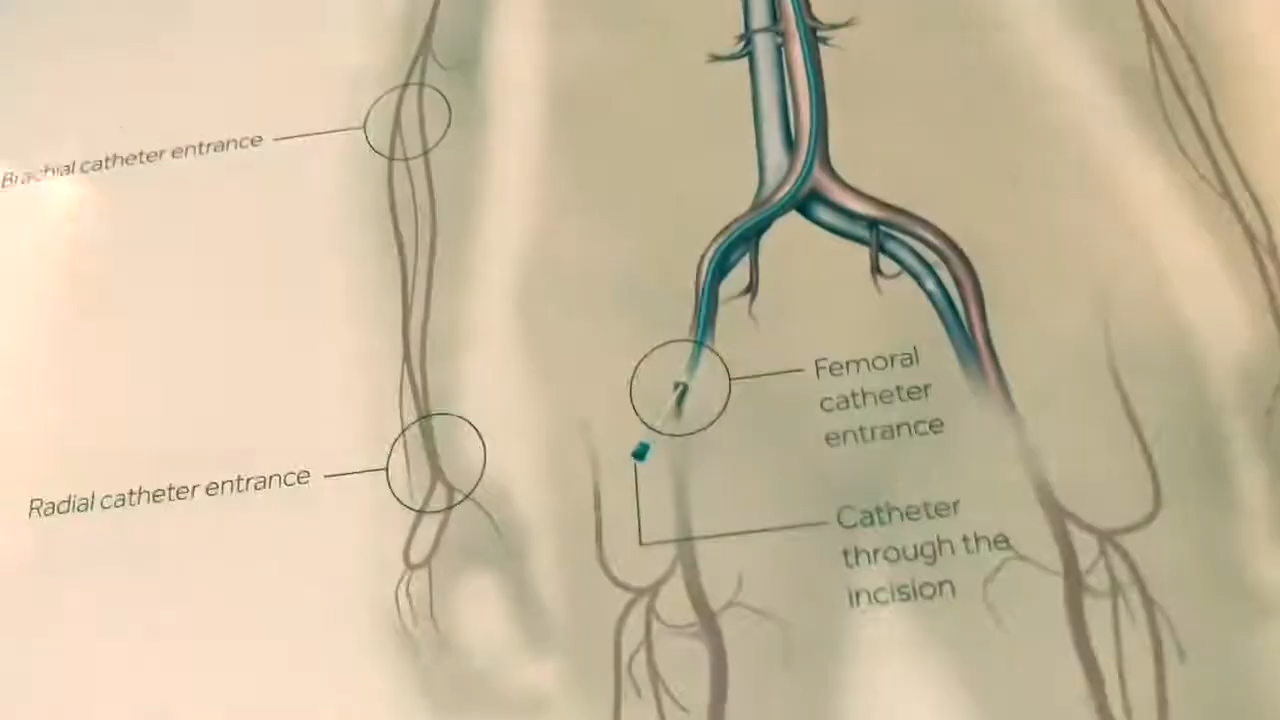 Brachial catheter entrance
Radial catheter entrance
Femoral
catheter
entrance
Catheter
through the
incision